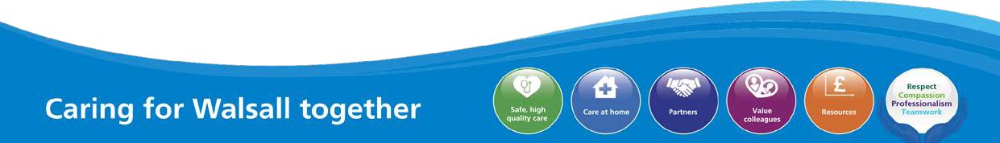 Caring for Walsall together
Safe, high
quality care
Care at home
Partners
Value
colleagues
£
Resources
Respect
Compassion
Professionalism
Teamwork